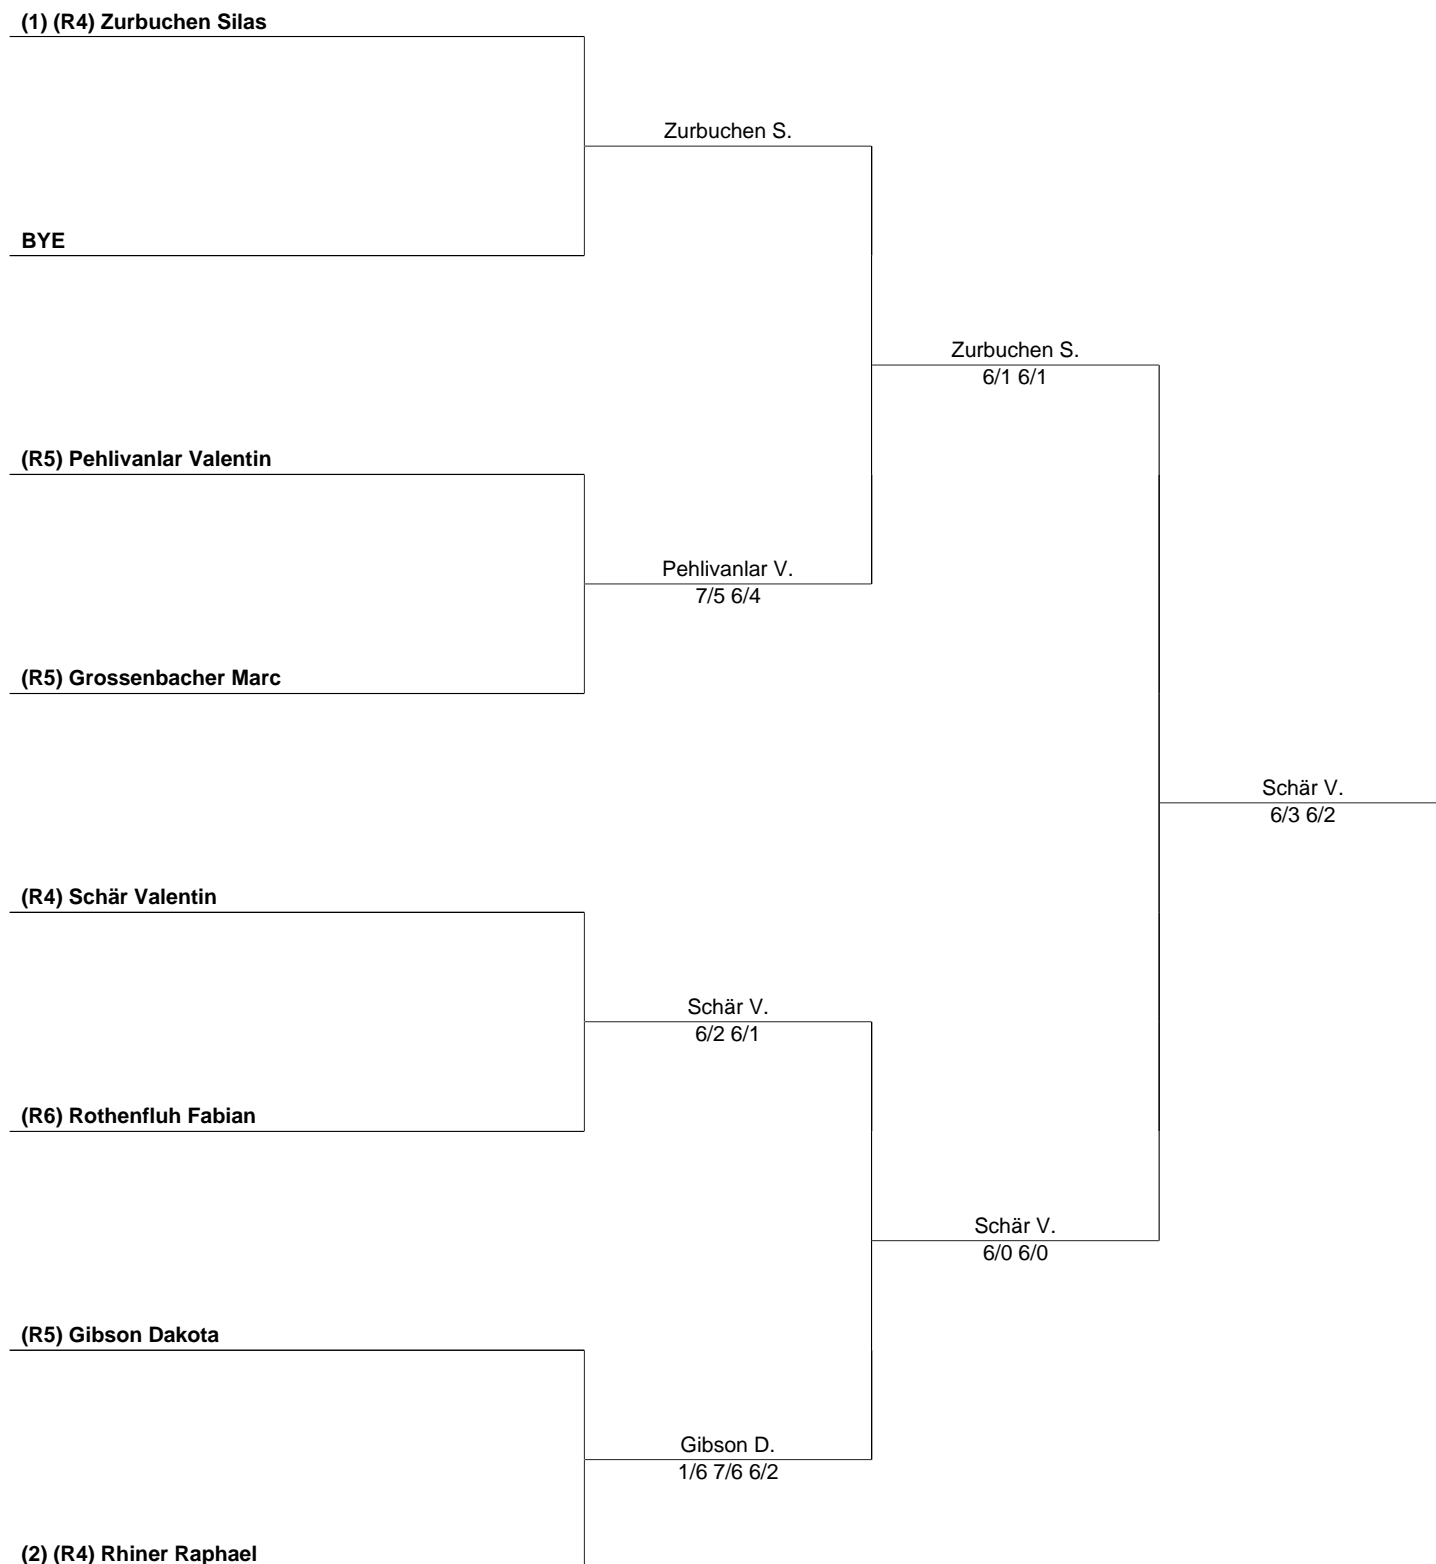 (1) (R4) Zurbuchen Silas
Zurbuchen S.
BYE
Zurbuchen S.
6/1 6/1
(R5) Pehlivanlar Valentin
Pehlivanlar V.
7/5 6/4
(R5) Grossenbacher Marc
Schär V.
6/3 6/2
(R4) Schär Valentin
Schär V.
6/2 6/1
(R6) Rothenfluh Fabian
Schär V.
6/0 6/0
(R5) Gibson Dakota
Gibson D.
1/6 7/6 6/2
(2) (R4) Rhiner Raphael